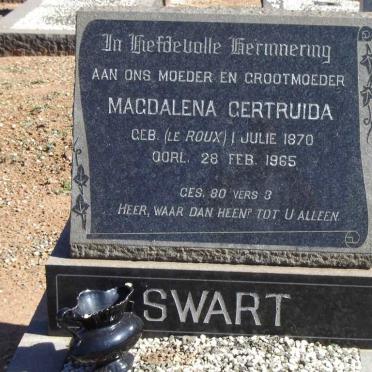 In Liefdevolle Herinnering
AAN ONS MOEDER EN GROOTMOEDER
MAGDALENA GERTRUIDA
GEB. (LE ROUX) 1 JULIE 1870
OORL. 28 FEB. 1965
GES. 80 VERS 3
HEER, WAAR DAN HEEN? TOT U ALLEEN.
SWART